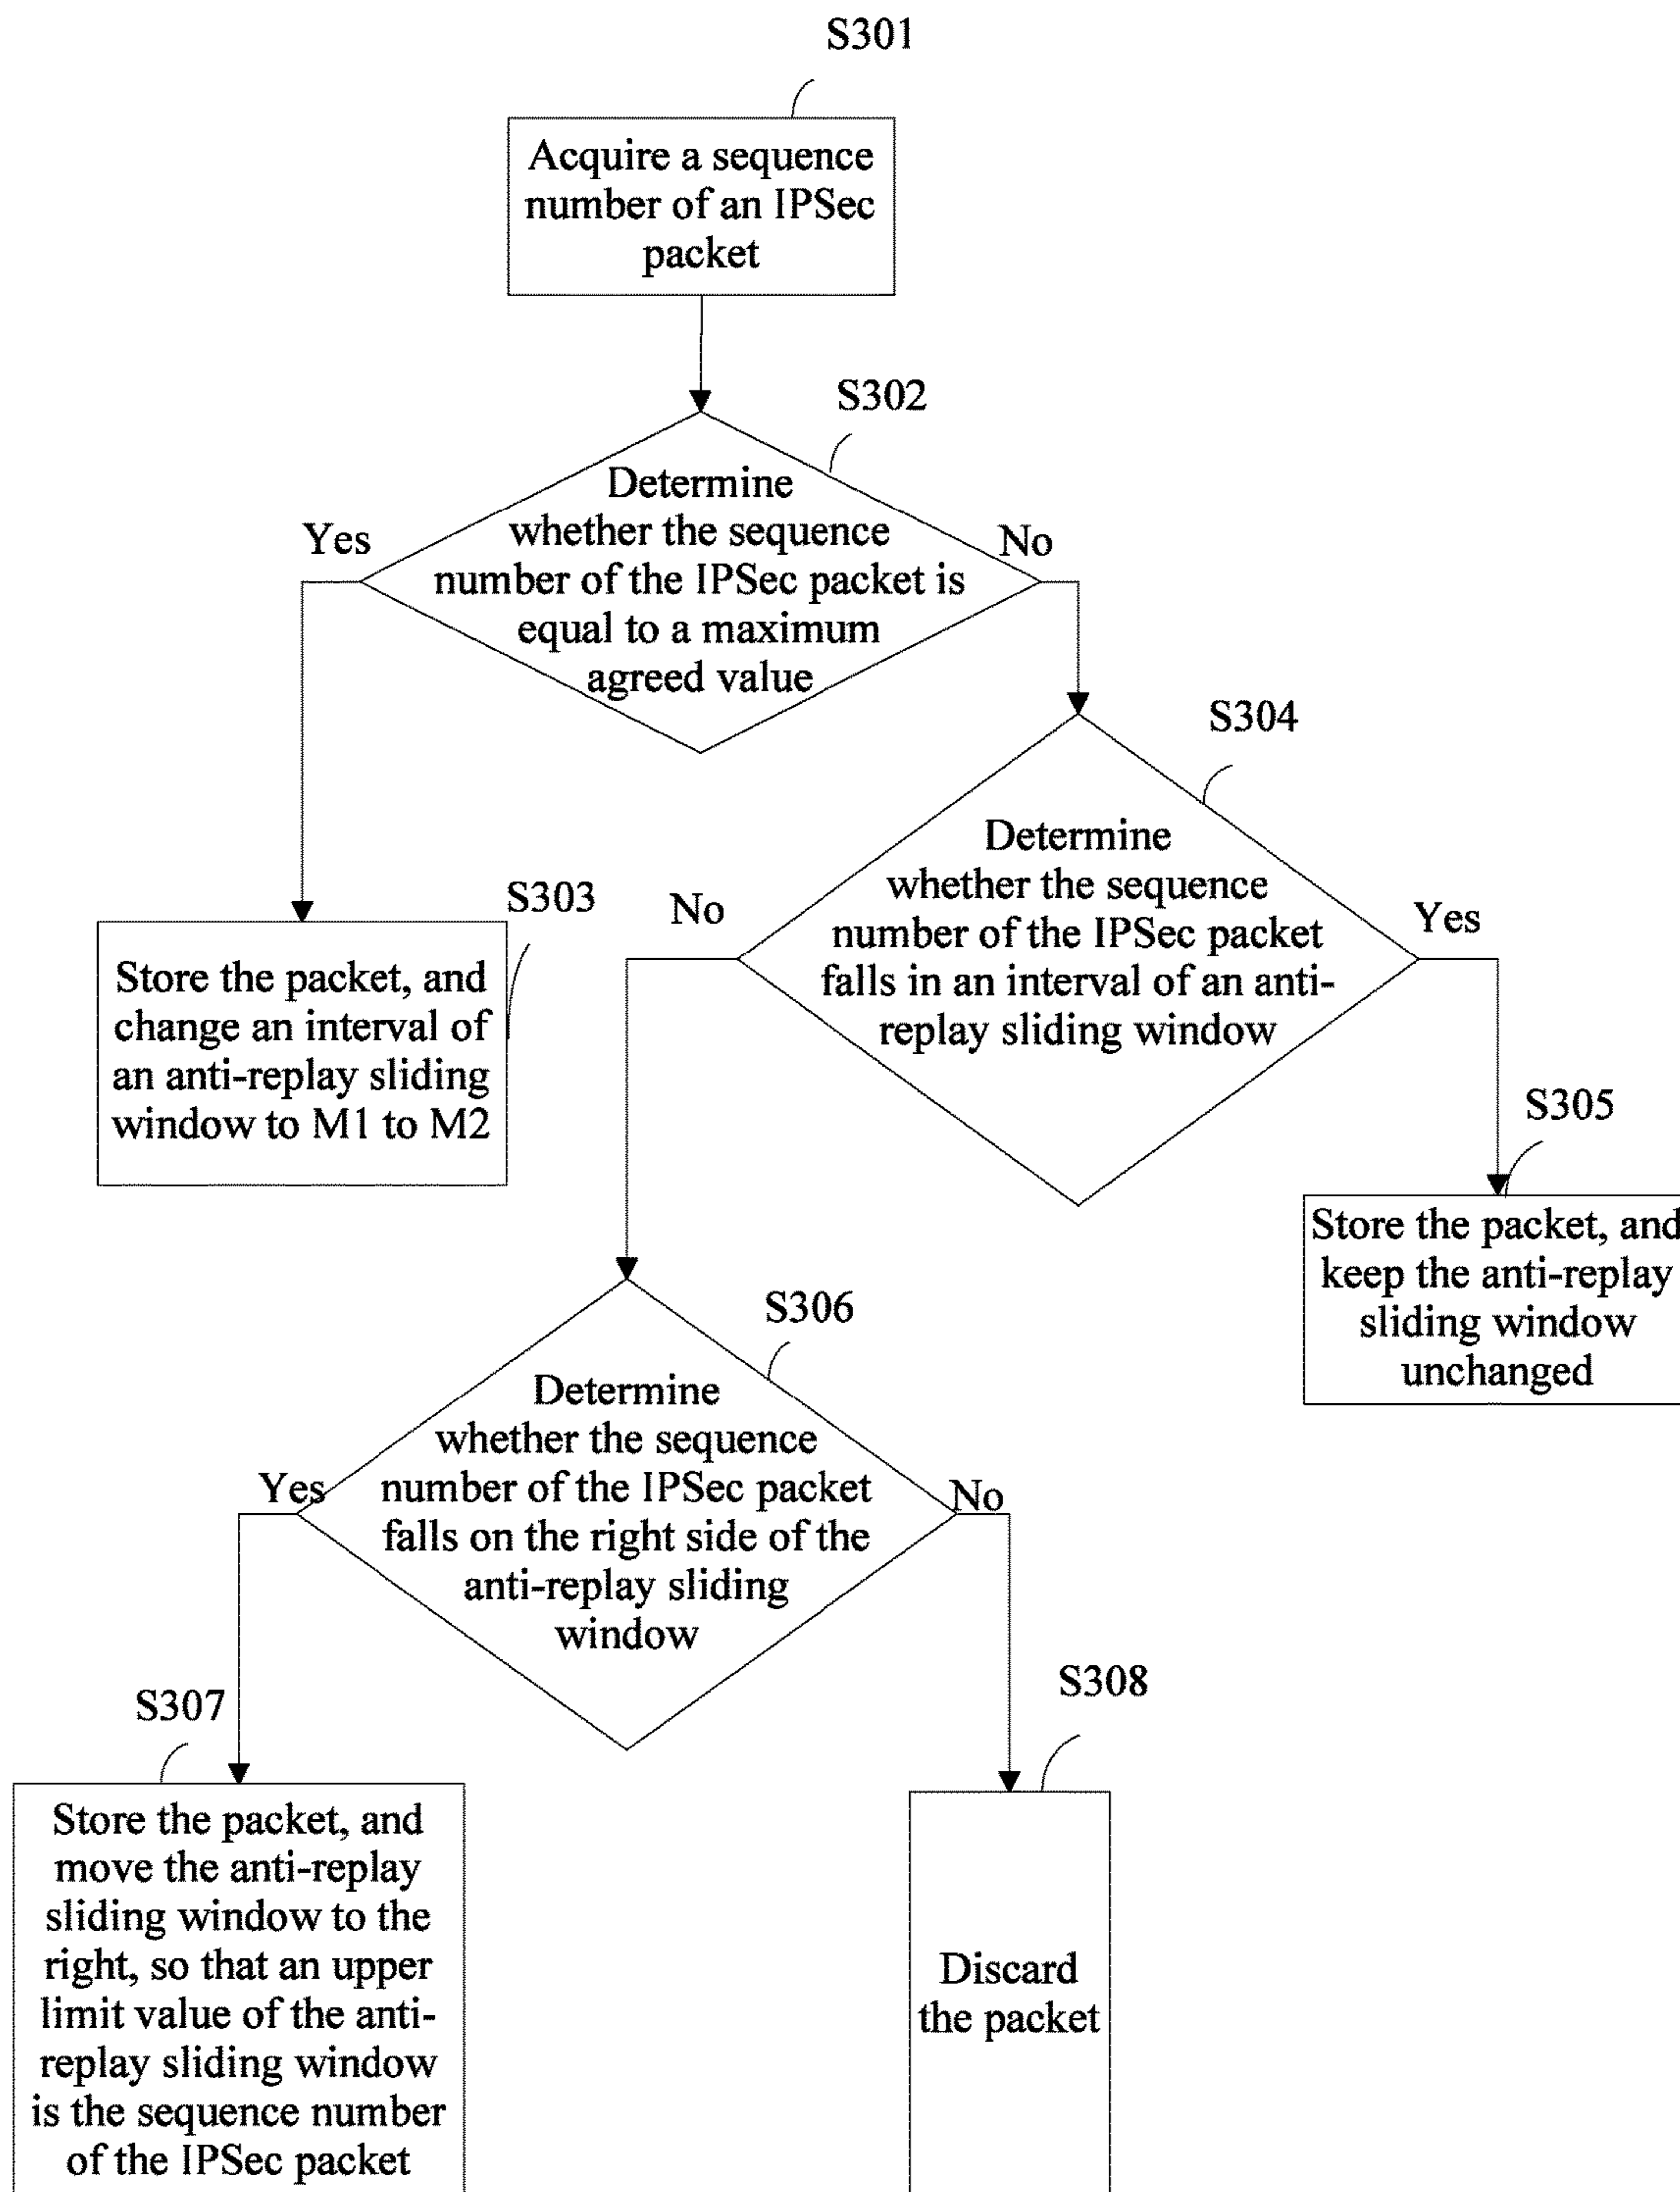 S301
Acquire a sequence
number of an IPSec
packet
S302
Determine
whether the sequence
number of the IPSec packet is
equal to a maximum
agreed value
Yes
No
S304
Determine
whether the sequence
number of the IPSec packet
falls in an interval of an anti-
replay sliding window
No
Yes
S303
Store the packet, and
change an interval of
an anti-replay sliding
window to M1 to M2
S305
Store the packet, and
keep the anti-replay
sliding window
unchanged
S306
Determine
whether the sequence
number of the IPSec packet
falls on the right side of the
anti-replay sliding
window
Yes
No
S307
Store the packet, and
move the anti-replay
sliding window to the
right, so that an upper
limit value of the anti-
replay sliding window
is the sequence number
of the IPSec packet
S308
Discard
the packet